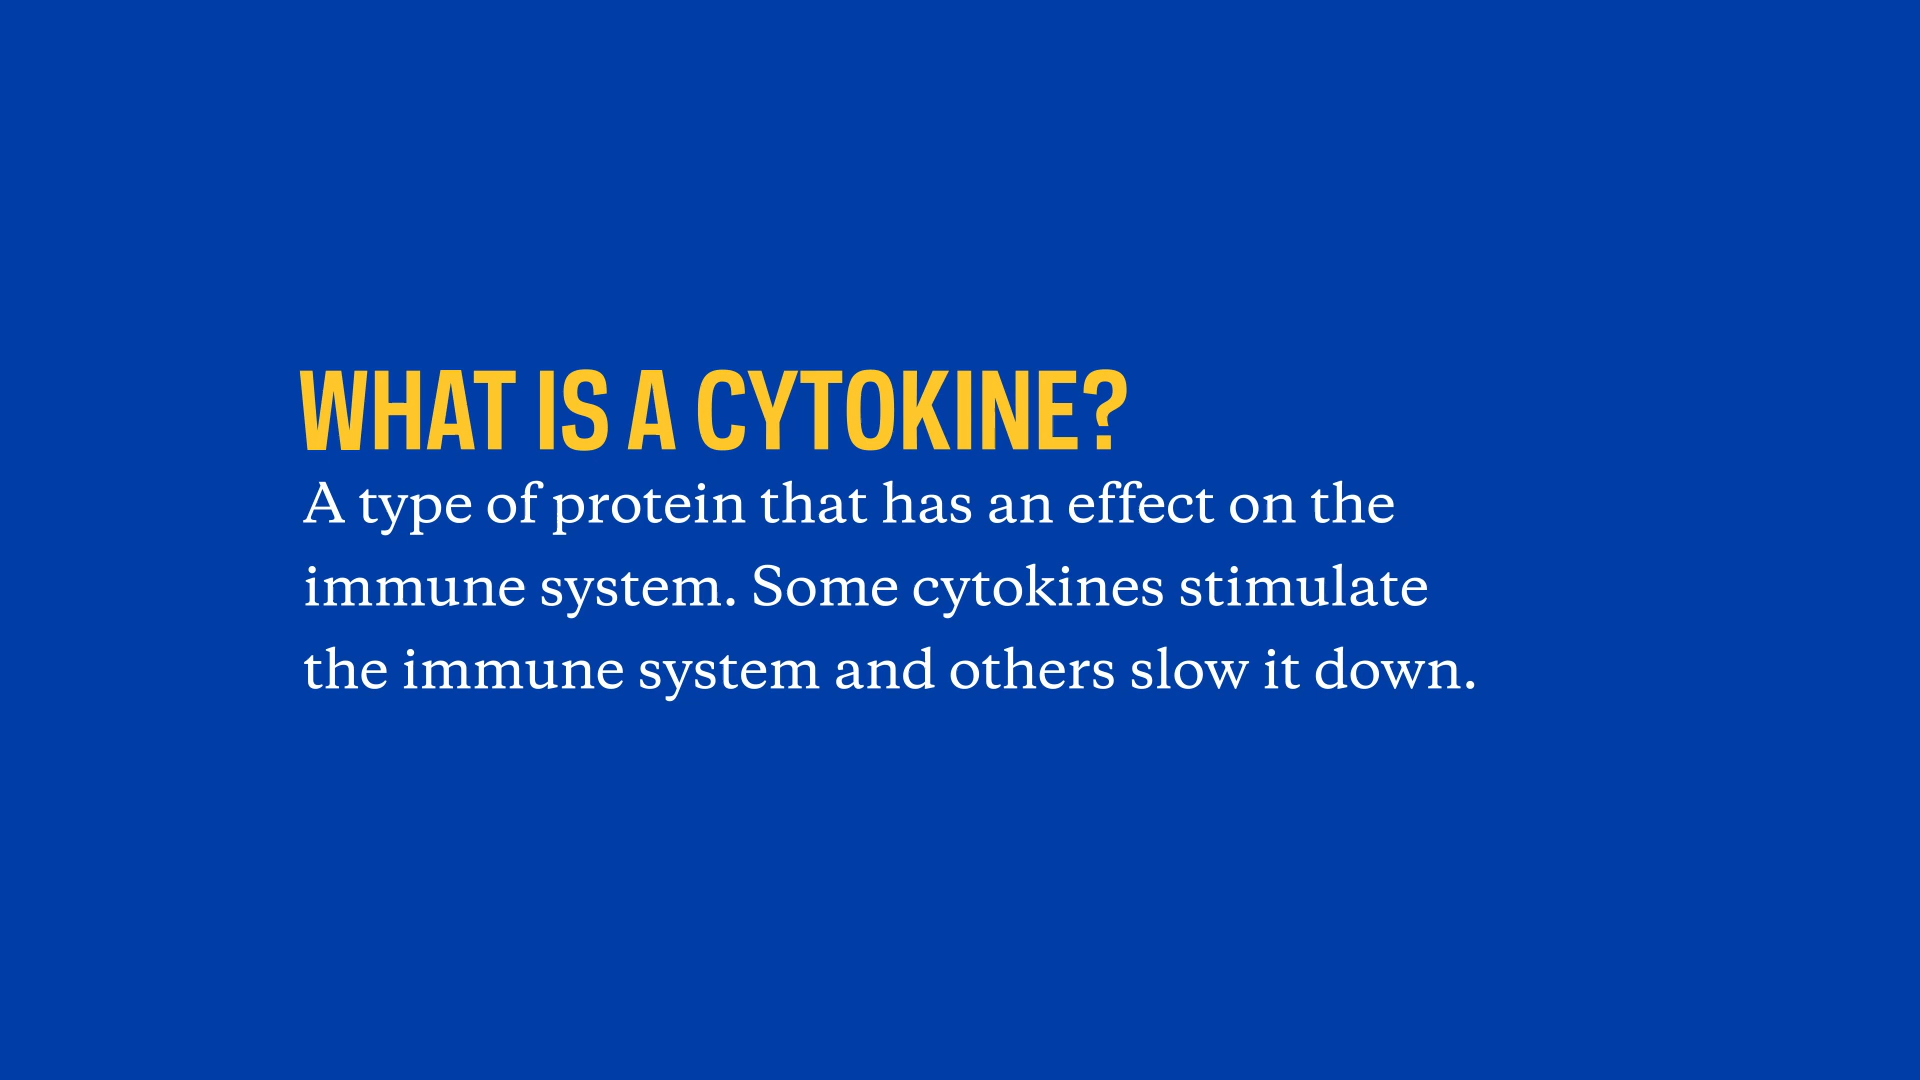 WHAT IS A CYTOKINE?
A type of protein that has an effect on the
immune system. Some cytokines stimulate
the immune system and others slow it down.